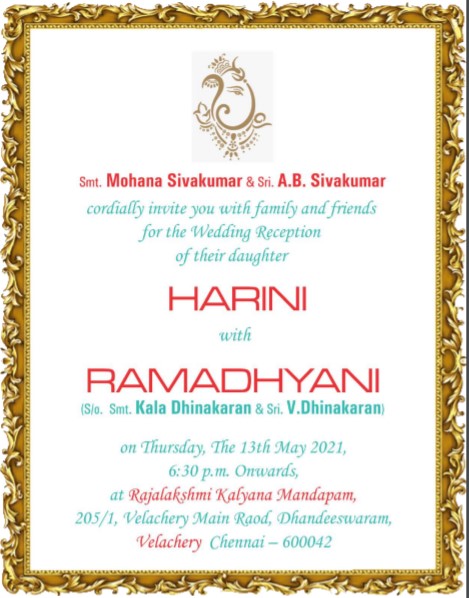 Smt. Mohana Sivakumar & Sri. A.B. Sivakumar
cordially invite you with family and friends
for the Wedding Reception
of their daughter
HARINI
with
RAMADHYANI
(S/o. Smt. Kala Dhinakaran & Sri. V.Dhinakaran)
on Thursday, The 13th May 2021,
6:30 p.m. Onwards,
at Rajalakshmi Kalyana Mandapam,
205/1, Velachery Main Raod, Dhandeeswaram,
Velachery Chennai – 600042